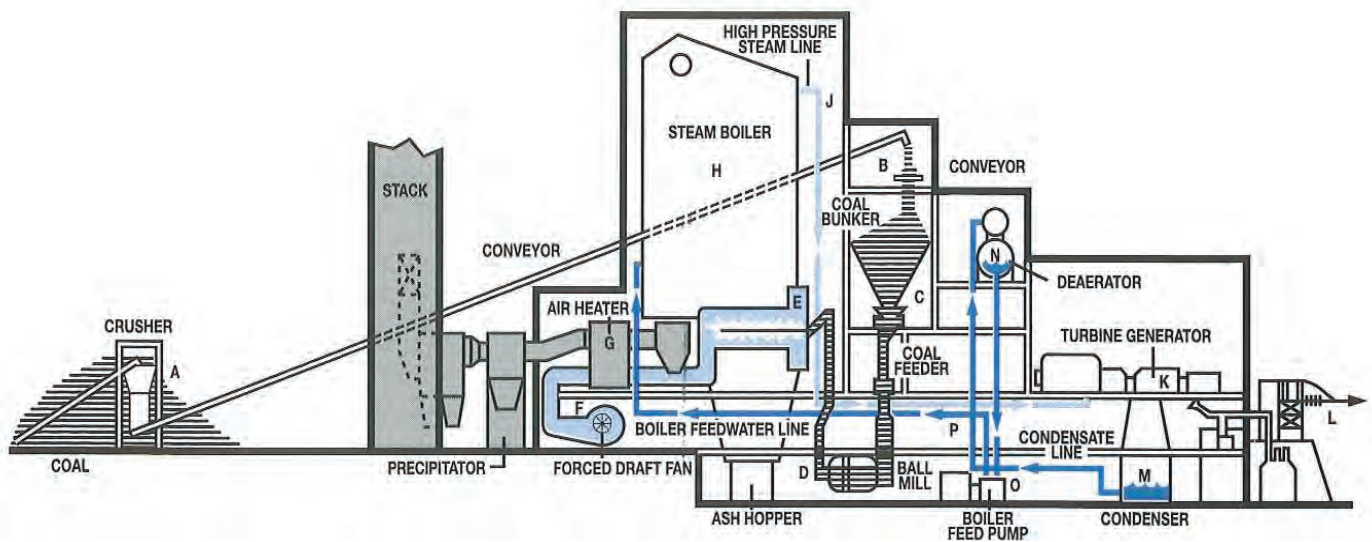 HIGH PRESSURE
STEAM LINE
J
STEAM BOILER
H
B
CONVEYOR
STACK
COAL
BUNKER
CONVEYOR
N
DEAERATOR
E
C
AIR HEATER
CRUSHER
G
TURBINE GENERATOR
A
COAL
FEEDER
K
F
L
BOILER FEEDWATER LINE
P
CONDENSATE
LINE
COAL
PRECIPITATOR
FORCED DRAFT FAN
D
BALL
MILL
O
M
ASH HOPPER
BOILER
FEED PUMP
CONDENSER